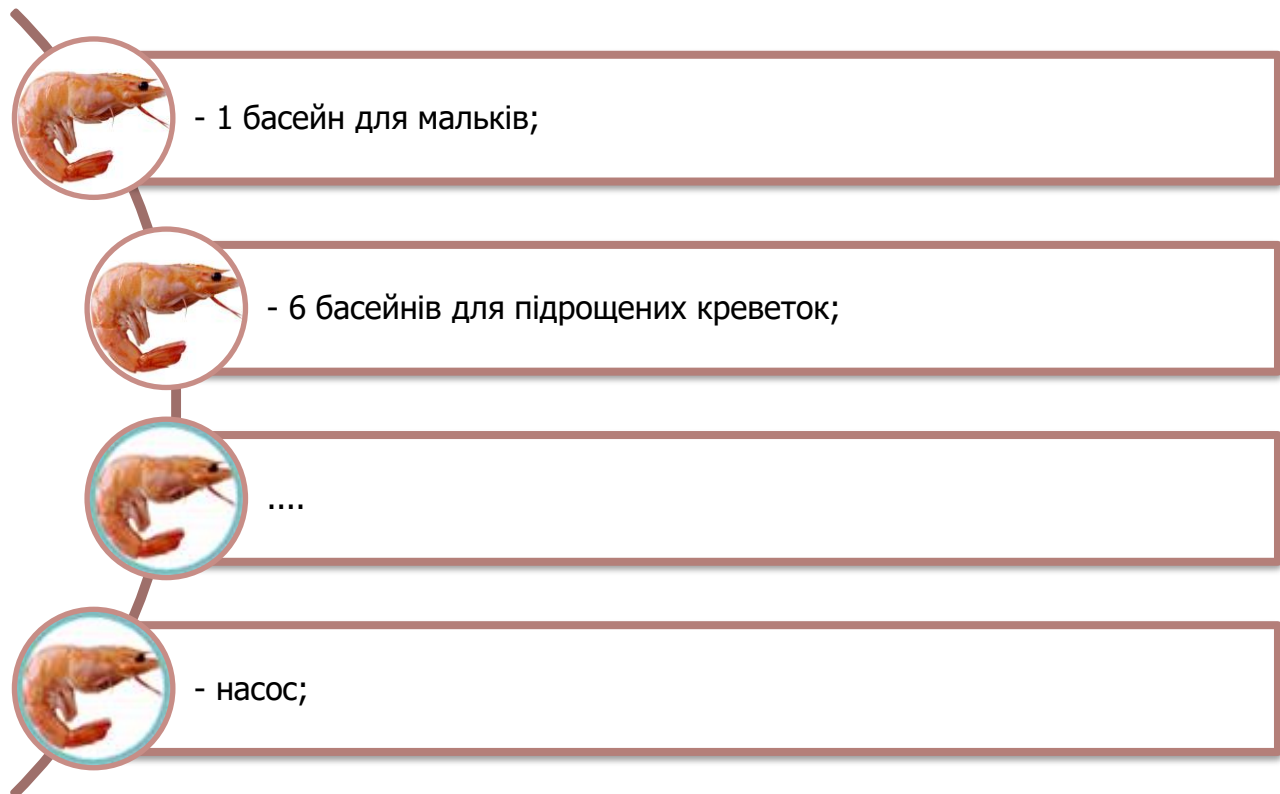 - 1 басейн для мальків;
- 6 басейнів для підрощених креветок;
....
- насос;